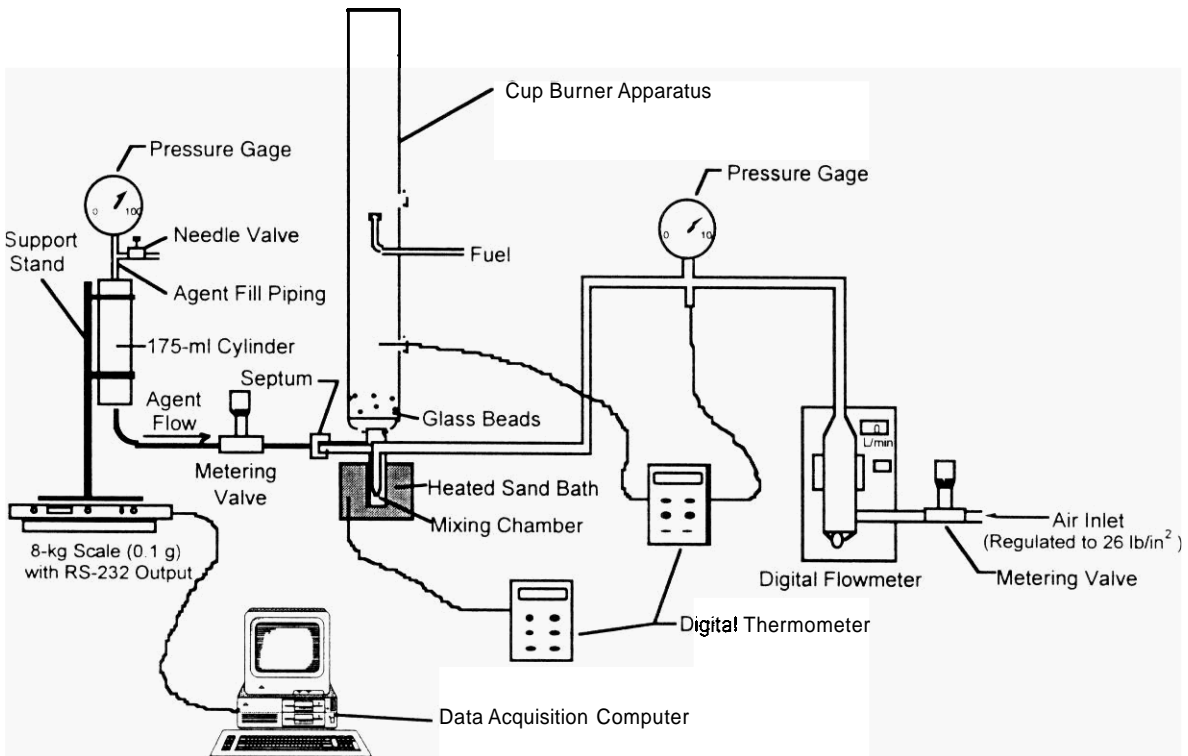 Cup Burner Apparatus
Pressure Gage
0 100
Needle Valve
Support
Stand
Agent Fill Piping
175-ml Cylinder
Agent
Flow
Metering
Valve
Septum
Fuel
Glass Beads
Pressure Gage
0 10
Heated Sand Bath
Mixing Chamber
0
L/min
Air Inlet
(Regulated to 26 lb/in²)
Metering Valve
Digital Flowmeter
8-kg Scale (0.1 g)
with RS-232 Output
Digital Thermometer
Data Acquisition Computer